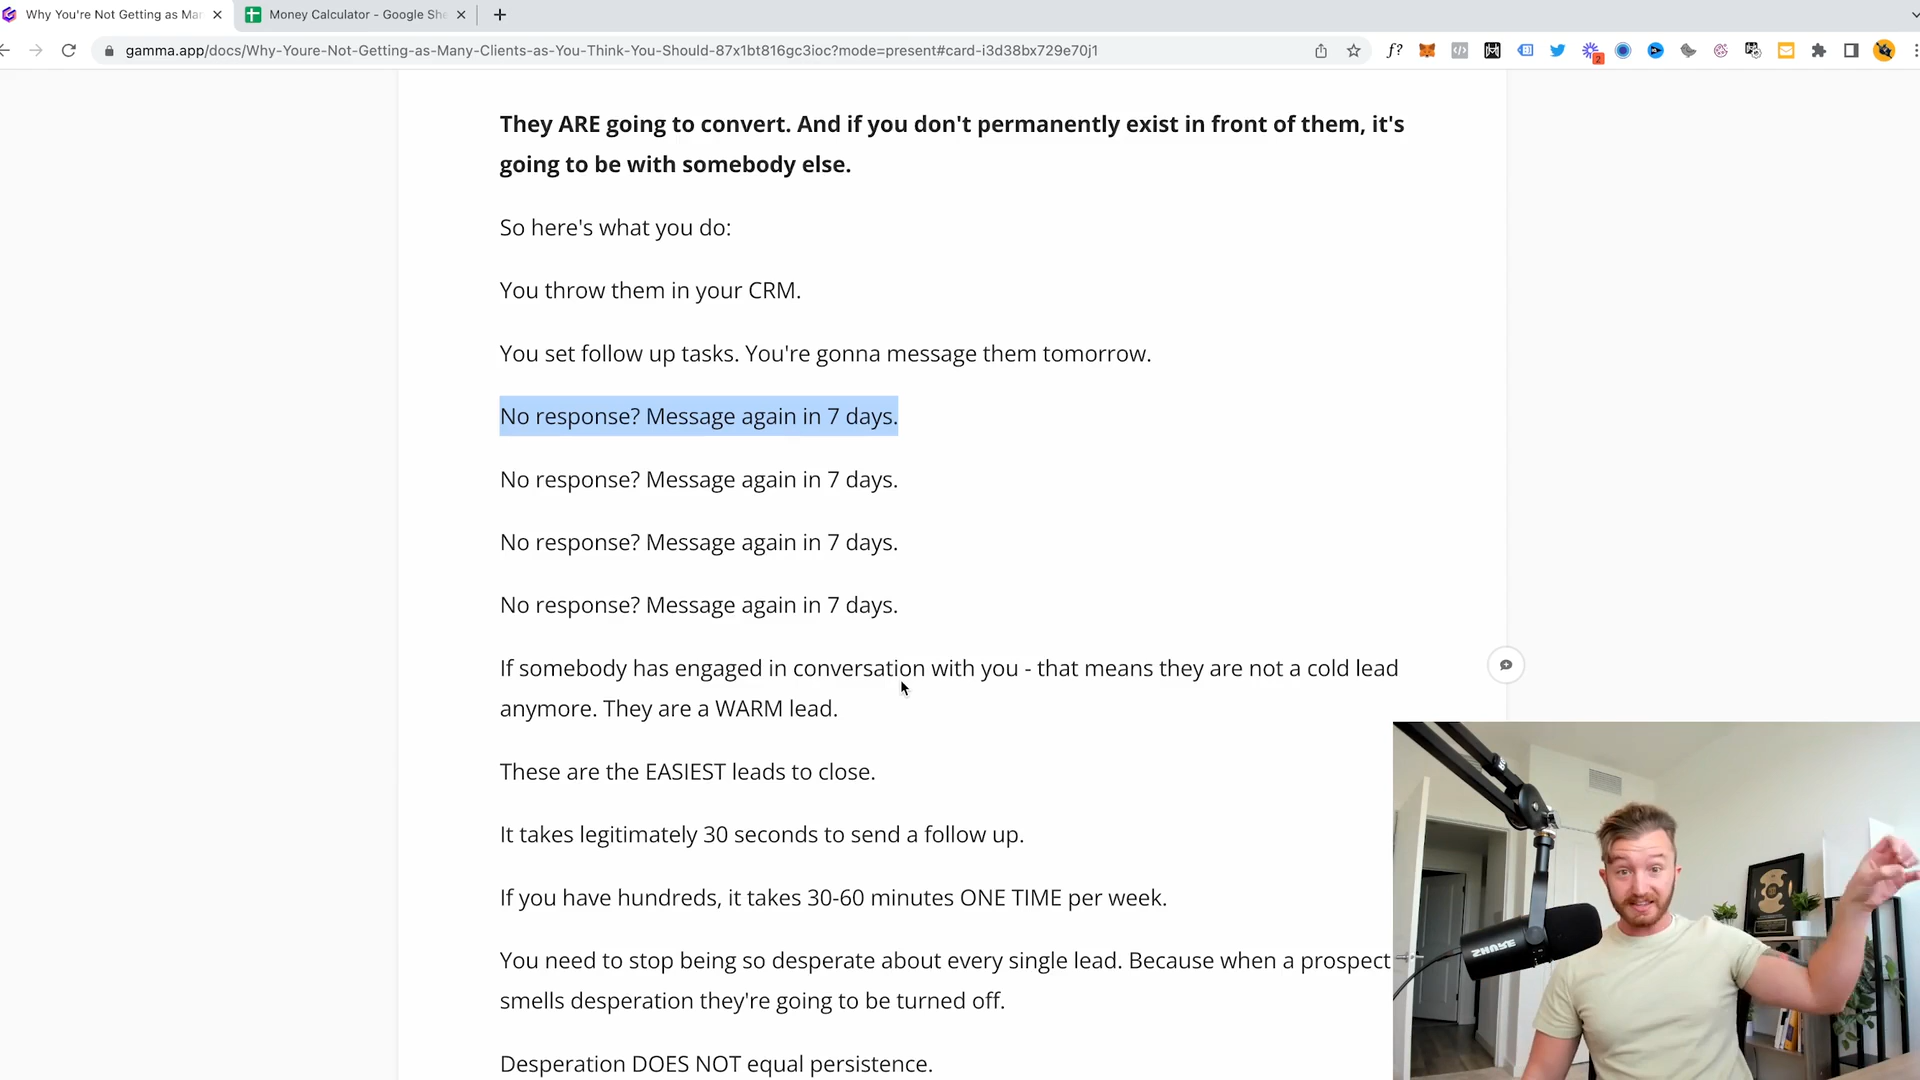 Why You're Not Getting as Mar
Money Calculator - Google She
gamma.app/docs/Why-Youre-Not-Getting-as-Many-Clients-as-You-Think-You-Should-87x1bt816gc3ioc?mode=present#card-i3d38bx729e70j1
f?
2
They ARE going to convert. And if you don't permanently exist in front of them, it's
going to be with somebody else.
So here's what you do:
You throw them in your CRM.
You set follow up tasks. You're gonna message them tomorrow.
No response? Message again in 7 days.
No response? Message again in 7 days.
No response? Message again in 7 days.
No response? Message again in 7 days.
If somebody has engaged in conversation with you - that means they are not a cold lead
anymore. They are a WARM lead.
These are the EASIEST leads to close.
It takes legitimately 30 seconds to send a follow up.
If you have hundreds, it takes 30-60 minutes ONE TIME per week.
You need to stop being so desperate about every single lead. Because when a prospect
smells desperation they're going to be turned off.
Desperation DOES NOT equal persistence.
SHURE